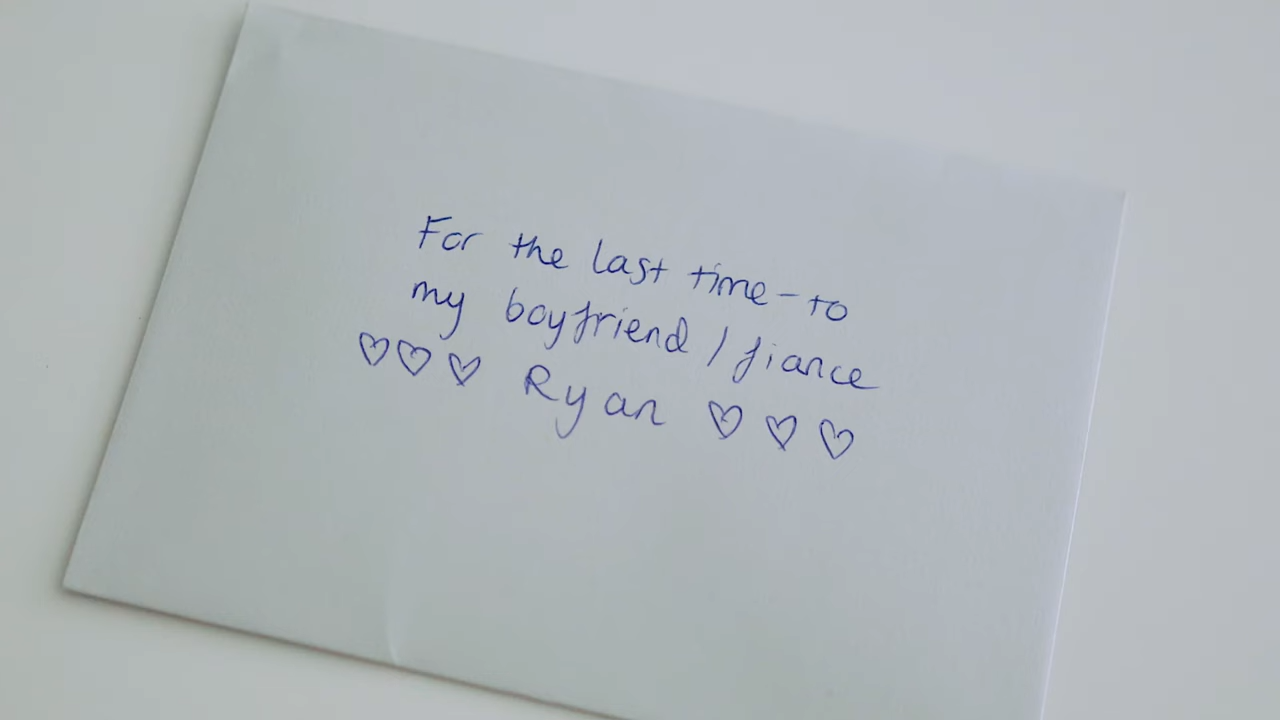 For the last time - to
my boyfriend / fiance
♡♡♡ Ryan ♡♡♡